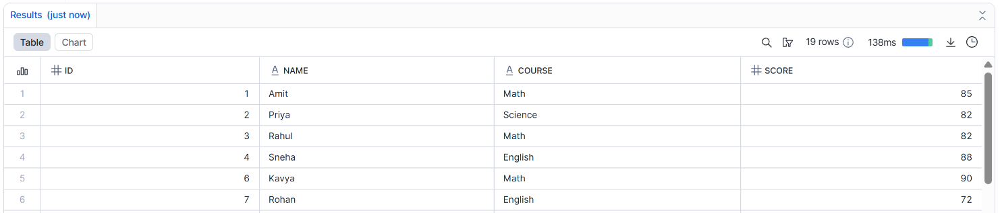 Results (just now)
Table Chart 19 rows 138ms
ID NAME COURSE SCORE
1 1 Amit Math 85
2 2 Priya Science 82
3 3 Rahul Math 82
4 4 Sneha English 88
5 6 Kavya Math 90
6 7 Rohan English 72